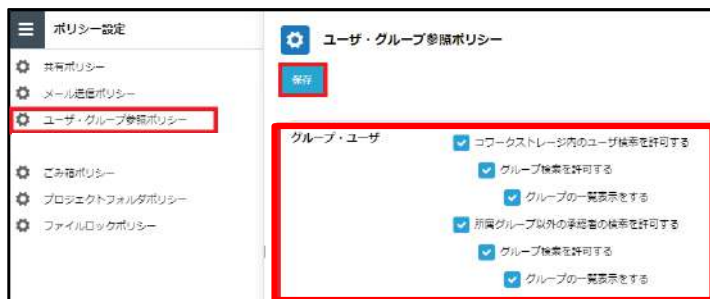 ポリシー設定
共有ポリシー
メール送信ポリシー
ユーザ・グループ参照ポリシー
ごみ箱ポリシー
プロジェクトフォルダポリシー
ファイルロックポリシー
ユーザ・グループ参照ポリシー
保存
グループ・ユーザ
コワークストレージ内のユーザ検索を許可する
グループ検索を許可する
グループの一覧表示をする
所属グループ以外の承認者の検索を許可する
グループ検索を許可する
グループの一覧表示をする